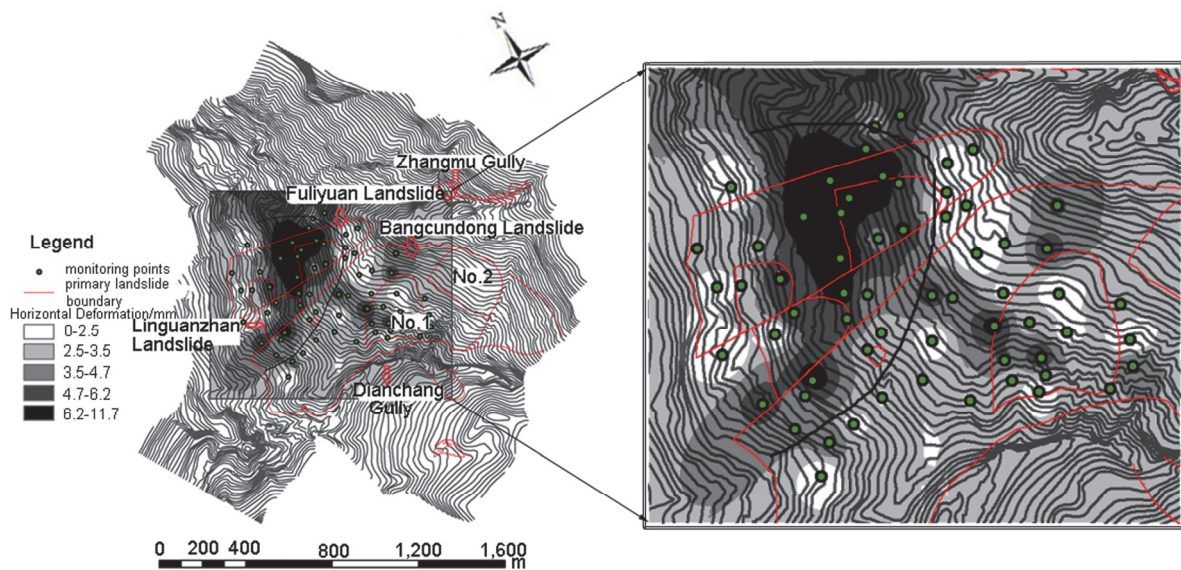 N
Zhangmu Gully
Fuliyuan Landslide
Bangcundong Landslide
Legend
monitoring points
primary landslide
boundary
Horizontal Deformation/mm
0-2.5
2.5-3.5
3.5-4.7
4.7-6.2
6.2-11.7
No.2
No.1
Linguanzhan
Landslide
Dianchang
Gully
0 200 400 800 1,200 1,600
m